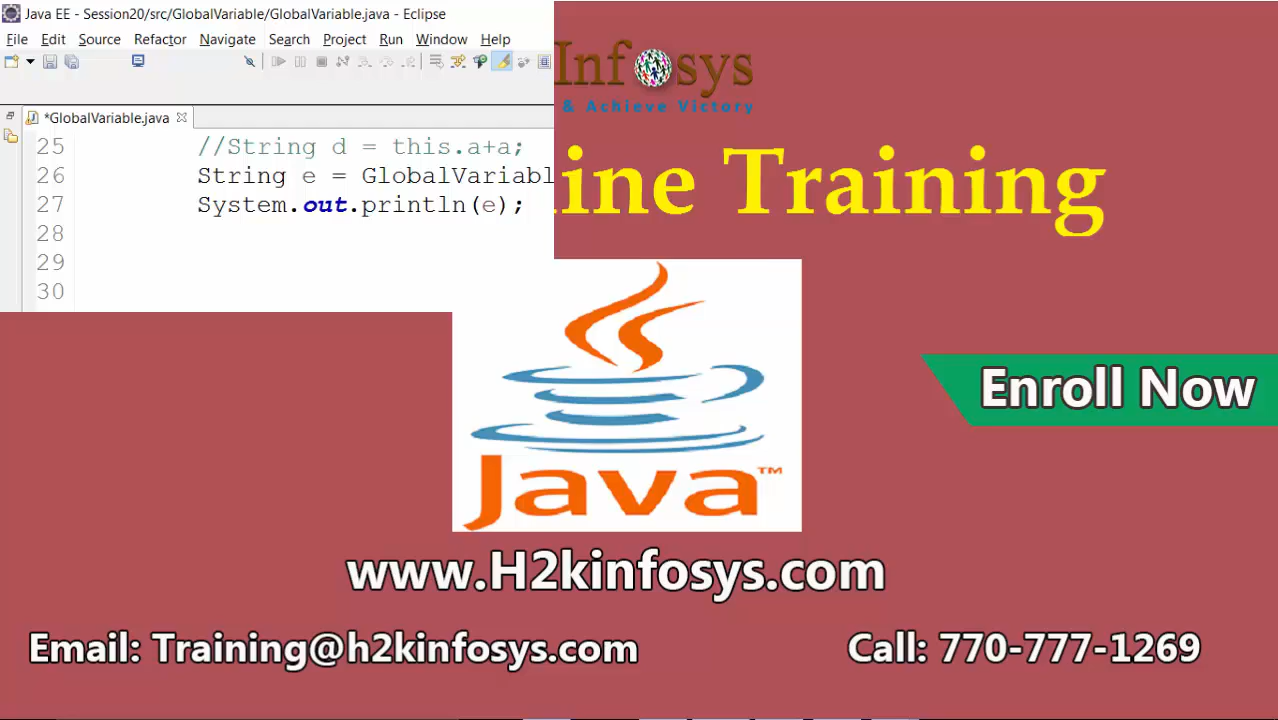 Java EE - Session20/src/GlobalVariable/GlobalVariable.java - Eclipse
File Edit Source Refactor Navigate Search Project Run Window Help
*GlobalVariable.java
25 //String d = this.a+a;
26 String e = GlobalVariabl
27 System.out.println(e);
28
29
30
Infosys
& Achieve Victory
ine Training
Java™
Enroll Now
www.H2kinfosys.com
Email: Training@h2kinfosys.com
Call: 770-777-1269